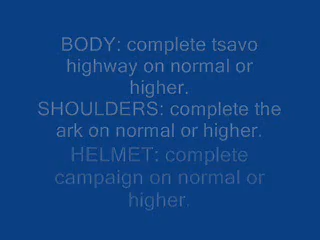 BODY: complete tsavo
highway on normal or
higher.
SHOULDERS: complete the
ark on normal or higher.
HELMET: complete
campaign on normal or
higher.